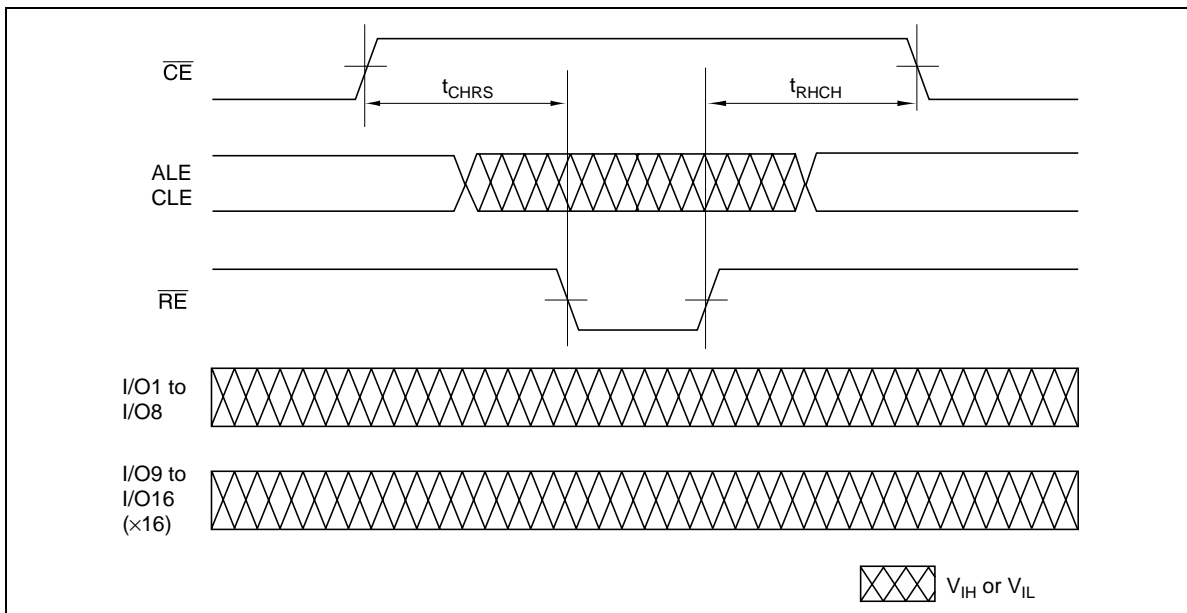 CE
tCHRS
tRHCH
ALE
CLE
RE
I/O1 to
I/O8
I/O9 to
I/O16
(×16)
VIH or VIL